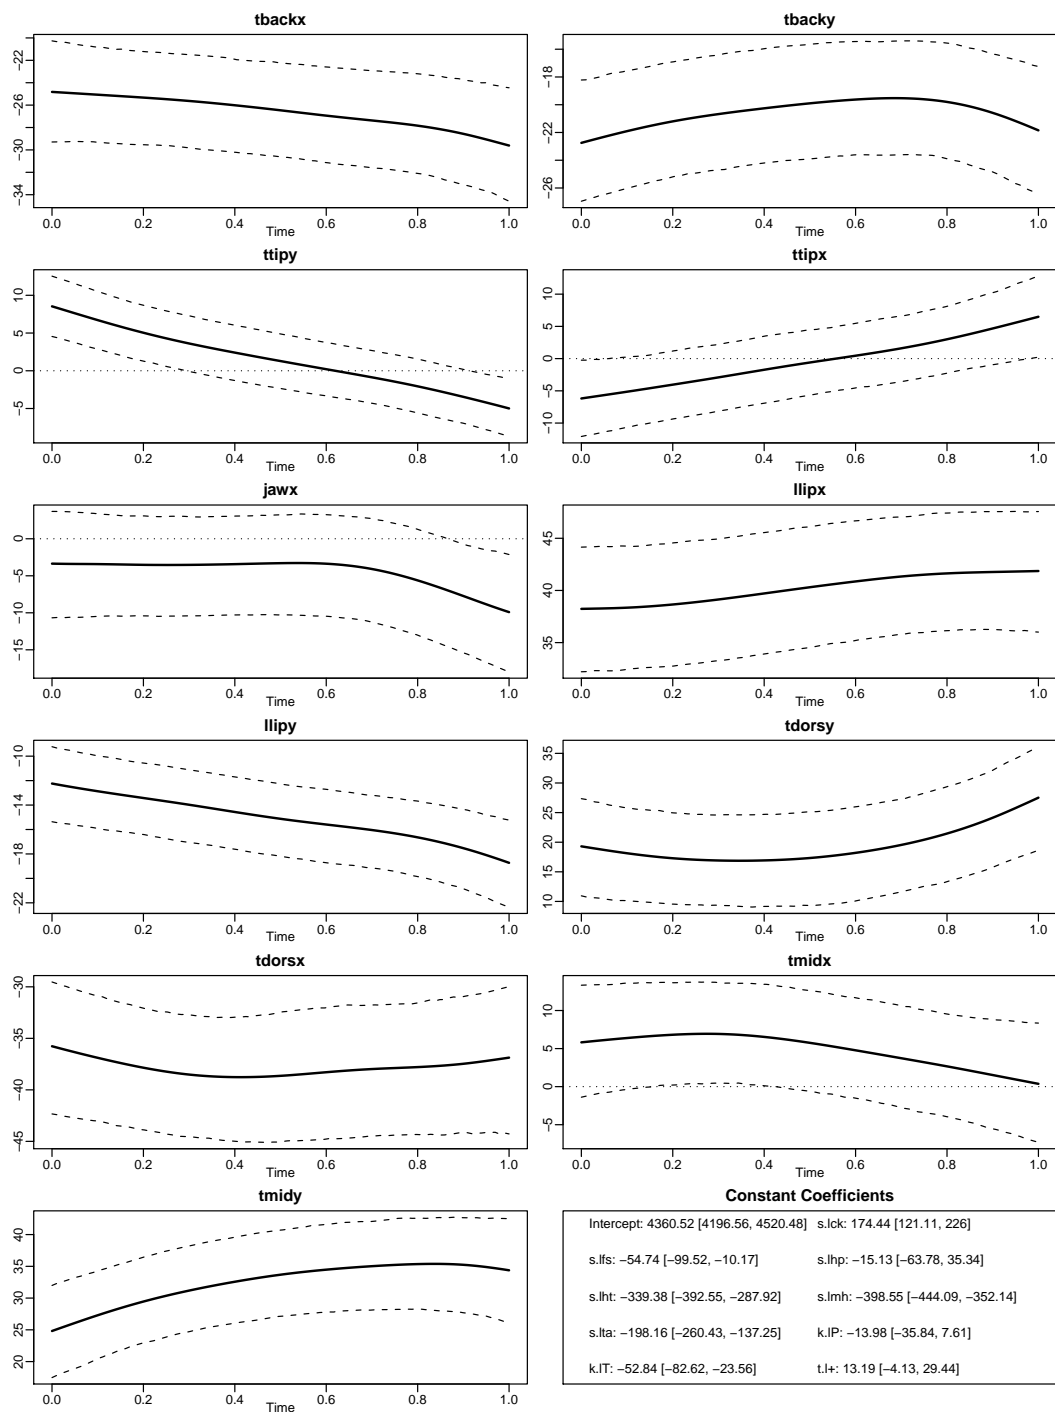 tbackx
−22
−26
−30
−34
0.0 0.2 0.4 0.6 0.8 1.0
Time
tbacky
−18
−22
−26
0.0 0.2 0.4 0.6 0.8 1.0
Time
ttipy
10
5
0
−5
0.0 0.2 0.4 0.6 0.8 1.0
Time
ttipx
10
5
0
−5
−10
0.0 0.2 0.4 0.6 0.8 1.0
Time
jawx
0
−5
−10
−15
0.0 0.2 0.4 0.6 0.8 1.0
Time
llipx
45
40
35
0.0 0.2 0.4 0.6 0.8 1.0
Time
llipy
−10
−14
−18
−22
0.0 0.2 0.4 0.6 0.8 1.0
Time
tdorsy
35
30
25
20
15
10
0.0 0.2 0.4 0.6 0.8 1.0
Time
tdorsx
−30
−35
−40
−45
0.0 0.2 0.4 0.6 0.8 1.0
Time
tmidx
10
5
0
−5
0.0 0.2 0.4 0.6 0.8 1.0
Time
tmidy
40
35
30
25
20
0.0 0.2 0.4 0.6 0.8 1.0
Time
Constant Coefficients
Intercept: 4360.52 [4196.56, 4520.48] s.lck: 174.44 [121.11, 226]
s.lfs: −54.74 [−99.52, −10.17] s.lhp: −15.13 [−63.78, 35.34]
s.lht: −339.38 [−392.55, −287.92] s.lmh: −398.55 [−444.09, −352.14]
s.lta: −198.16 [−260.43, −137.25] k.lP: −13.98 [−35.84, 7.61]
k.lT: −52.84 [−82.62, −23.56] t.l+: 13.19 [−4.13, 29.44]